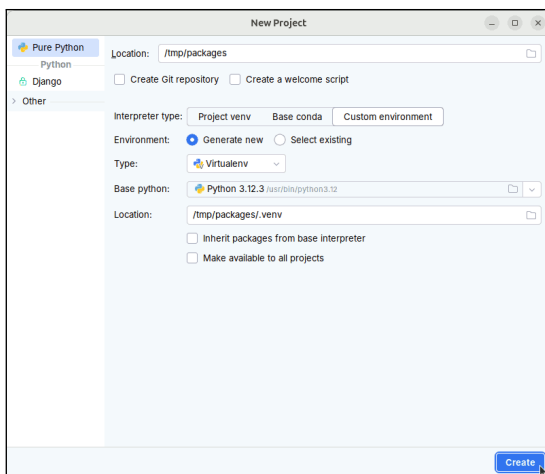 New Project
Pure Python
Python
Django
Other
Location: /tmp/packages
Create Git repository Create a welcome script
Interpreter type: Project venv Base conda Custom environment
Environment: Generate new Select existing
Type: Virtualenv
Base python: Python 3.12.3 /usr/bin/python3.12
Location: /tmp/packages/.venv
Inherit packages from base interpreter
Make available to all projects
Create